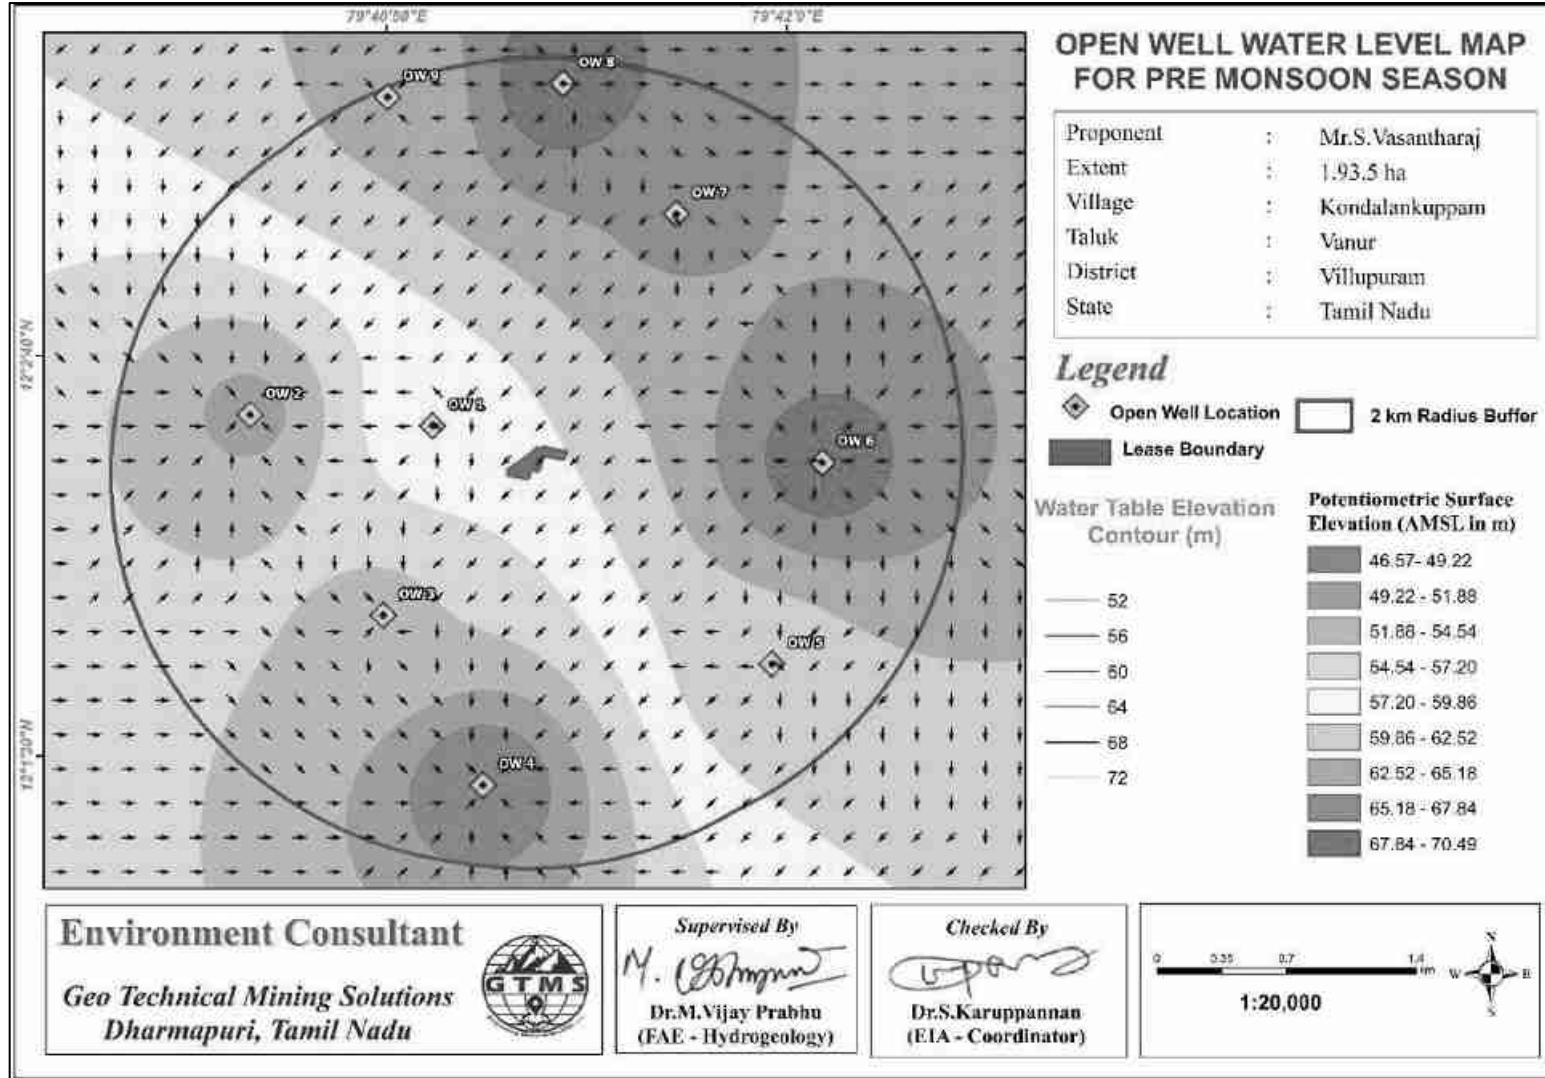 79°40'50"E
79°42'0"E
OPEN WELL WATER LEVEL MAP
FOR PRE MONSOON SEASON
Proponent : Mr.S.Vasantharaj
Extent : 1.93.5 ha
Village : Kondalankuppam
Taluk : Vanur
District : Villupuram
State : Tamil Nadu
Legend
Open Well Location
2 km Radius Buffer
Lease Boundary
Water Table Elevation
Contour (m)
52
56
60
64
68
72
Potentiometric Surface
Elevation (AMSL in m)
46.57- 49.22
49.22 - 51.88
51.88 - 54.54
54.54 - 57.20
57.20 - 59.86
59.86 - 62.52
62.52 - 65.18
65.18 - 67.84
67.84 - 70.49
OW 9
OW 8
OW 7
OW 2
OW 1
OW 6
OW 3
OW 5
OW 4
12°2'40"N
12°1'30"N
Environment Consultant
Geo Technical Mining Solutions
Dharmapuri, Tamil Nadu
GTMS
Supervised By
Dr.M.Vijay Prabhu
(FAE - Hydrogeology)
Checked By
Dr.S.Karuppannan
(EIA - Coordinator)
0 0.35 0.7 1.4
km
1:20,000
N
W E
S